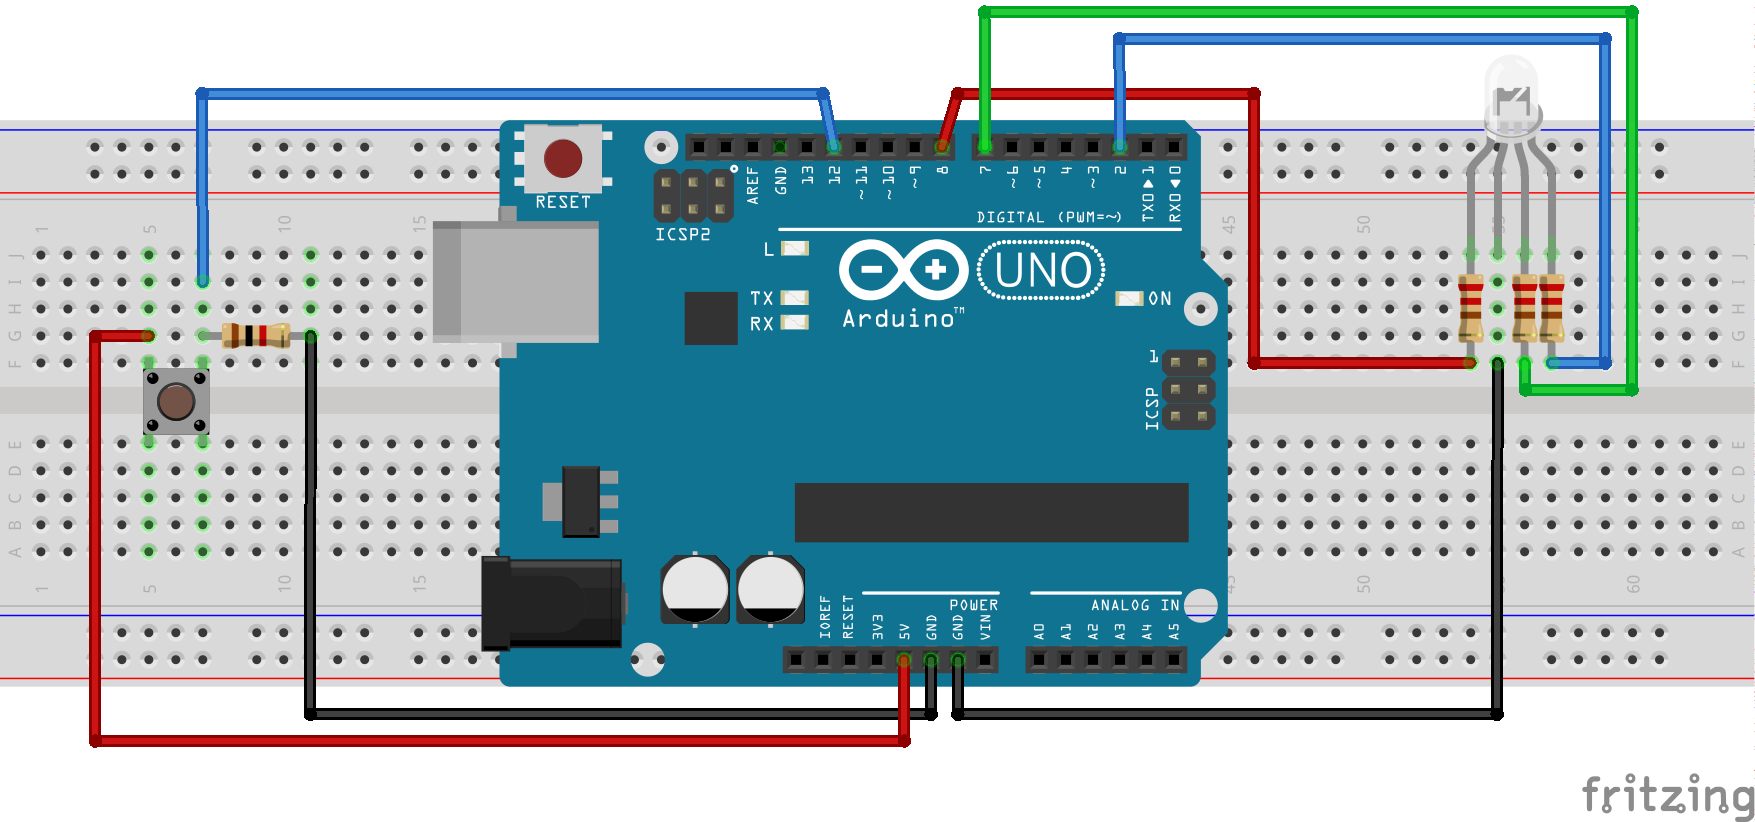 RESET
ICSP2
AREF
GND
13
12
~11
~10
~9
8
7
~6
~5
4
~3
2
TX0▶1
RX0◀0
DIGITAL (PWM=~)
1
5
10
15
45
50
55
J
I
H
G
F
J
I
H
G
F
L
TX
RX
UNO
ON
Arduino™
1
ICSP
E
D
C
B
A
E
D
C
B
A
1
5
10
15
45
50
60
POWER
ANALOG IN
IOREF
RESET
3V3
5V
GND
GND
VIN
A0
A1
A2
A3
A4
A5
fritzing